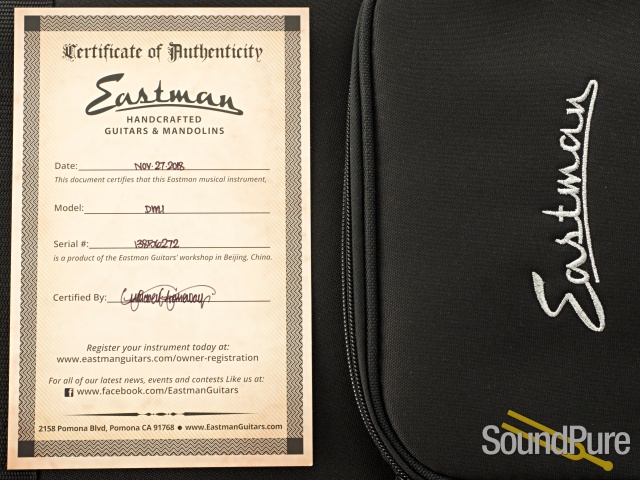 Certificate of Authenticity
Eastman
HANDCRAFTED
GUITARS & MANDOLINS
Date: NOV. 27. 2018
This document certifies that this Eastman musical instrument,
Model: DM1
Serial #:
is a product of the Eastman Guitars' workshop in Beijing, China.
Certified By:
Register your instrument today at:
www.eastmanguitars.com/owner-registration
For all of our latest news, events and contests Like us at:
f www.facebook.com/EastmanGuitars
2158 Pomona Blvd, Pomona CA 91768 • www.EastmanGuitars.com
Eastman
SoundPure